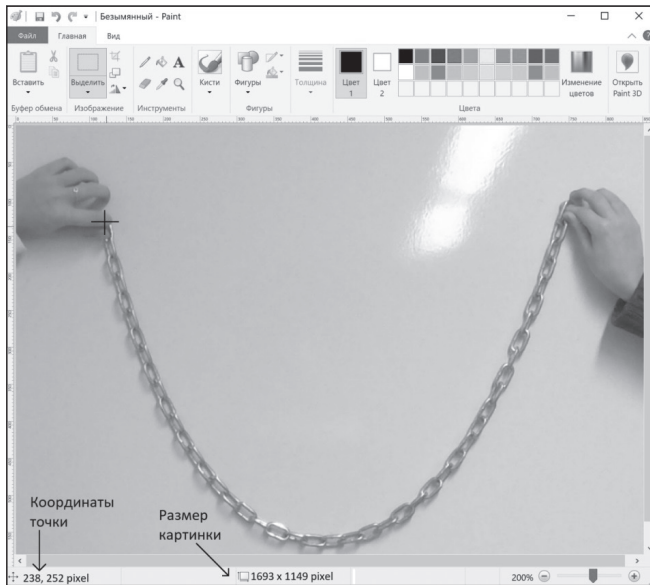 Безымянный - Paint
Файл Главная Вид
Вставить
Выделить
A
Кисти
Фигуры
Толщина
Цвет 1
Цвет 2
Изменение цветов
Открыть Paint 3D
Буфер обмена Изображение Инструменты Фигуры Цвета
Координаты
точки
Размер
картинки
238, 252 pixel
1693 x 1149 pixel
200%